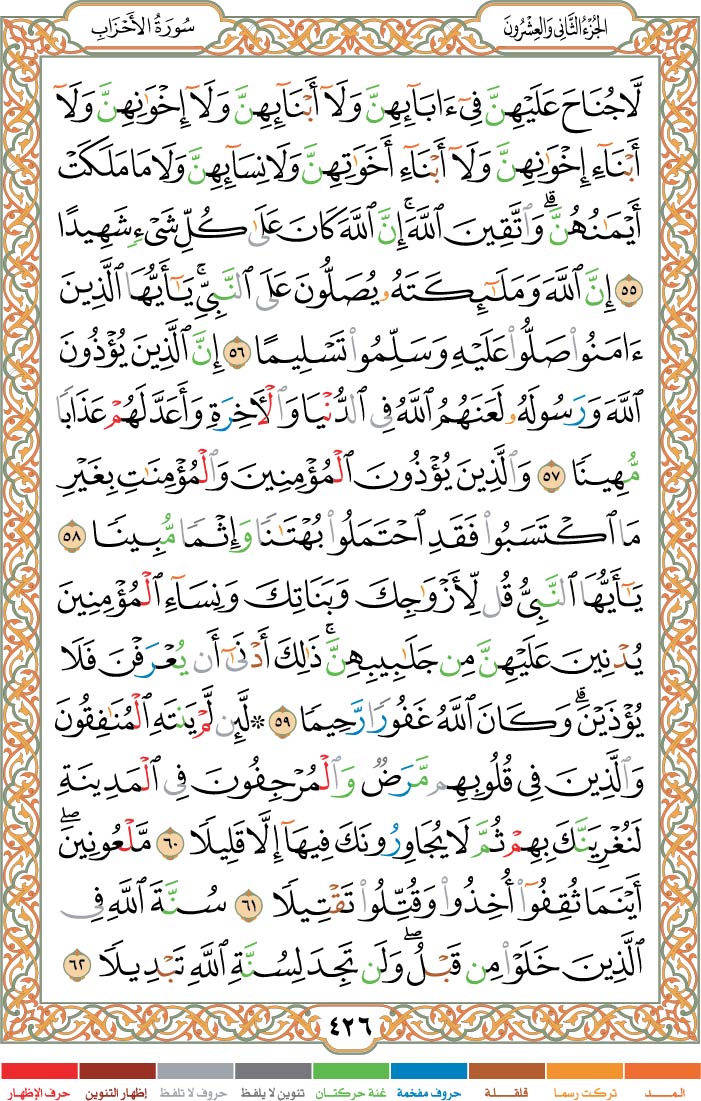 الجُزْءُ الثَّانِي وَالعِشْرُونَ
سُورَةُ الأَحْزَابِ
لَّا جُنَاحَ عَلَيْهِنَّ فِىٓ ءَابَآئِهِنَّ وَلَآ أَبْنَآئِهِنَّ وَلَآ إِخْوَٰنِهِنَّ وَلَآ
أَبْنَآءِ إِخْوَٰنِهِنَّ وَلَآ أَبْنَآءِ أَخَوَٰتِهِنَّ وَلَا نِسَآئِهِنَّ وَلَا مَا مَلَكَتْ
أَيْمَٰنُهُنَّ ۗ وَٱتَّقِينَ ٱللَّهَ ۚ إِنَّ ٱللَّهَ كَانَ عَلَىٰ كُلِّ شَىْءٍ شَهِيدًا
٥٥ إِنَّ ٱللَّهَ وَمَلَٰٓئِكَتَهُۥ يُصَلُّونَ عَلَى ٱلنَّبِىِّ ۚ يَٰٓأَيُّهَا ٱلَّذِينَ
ءَامَنُوا۟ صَلُّوا۟ عَلَيْهِ وَسَلِّمُوا۟ تَسْلِيمًا ٥٦ إِنَّ ٱلَّذِينَ يُؤْذُونَ
ٱللَّهَ وَرَسُولَهُۥ لَعَنَهُمُ ٱللَّهُ فِى ٱلدُّنْيَا وَٱلْءَاخِرَةِ وَأَعَدَّ لَهُمْ عَذَابًا
مُّهِينًا ٥٧ وَٱلَّذِينَ يُؤْذُونَ ٱلْمُؤْمِنِينَ وَٱلْمُؤْمِنَٰتِ بِغَيْرِ
مَا ٱكْتَسَبُوا۟ فَقَدِ ٱحْتَمَلُوا۟ بُهْتَٰنًا وَإِثْمًا مُّبِينًا ٥٨
يَٰٓأَيُّهَا ٱلنَّبِىُّ قُل لِّأَزْوَٰجِكَ وَبَنَاتِكَ وَنِسَآءِ ٱلْمُؤْمِنِينَ
يُدْنِينَ عَلَيْهِنَّ مِن جَلَٰبِيبِهِنَّ ۚ ذَٰلِكَ أَدْنَىٰٓ أَن يُعْرَفْنَ فَلَا
يُؤْذَيْنَ ۗ وَكَانَ ٱللَّهُ غَفُورًا رَّحِيمًا ٥٩ ۞ لَّئِن لَّمْ يَنتَهِ ٱلْمُنَٰفِقُونَ
وَٱلَّذِينَ فِى قُلُوبِهِم مَّرَضٌ وَٱلْمُرْجِفُونَ فِى ٱلْمَدِينَةِ
لَنُغْرِيَنَّكَ بِهِمْ ثُمَّ لَا يُجَاوِرُونَكَ فِيهَآ إِلَّا قَلِيلًا ٦٠ مَّلْعُونِينَ ۖ
أَيْنَمَا ثُقِفُوٓا۟ أُخِذُوا۟ وَقُتِّلُوا۟ تَقْتِيلًا ٦١ سُنَّةَ ٱللَّهِ فِى
ٱلَّذِينَ خَلَوْا۟ مِن قَبْلُ ۖ وَلَن تَجِدَ لِسُنَّةِ ٱللَّهِ تَبْدِيلًا ٦٢
٤٢٦
المــد تركت رسما قلقلة حروف مفخمة غنة حركتان تنوين لا يلفظ حروف لا تلفظ إظهار التنوين حرف الإظهار